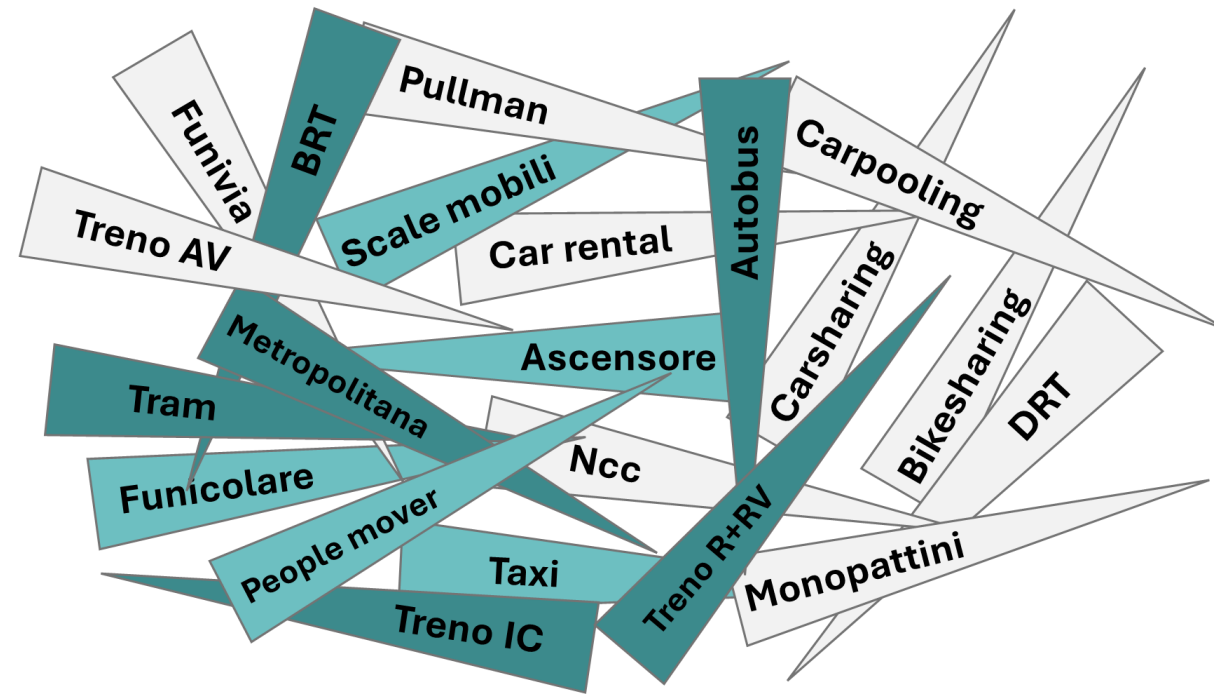 Pullman
Funivia
BRT
Autobus
Carpooling
Scale mobili
Treno AV
Car rental
Carsharing
Metropolitana
Ascensore
Bikesharing
DRT
Tram
Ncc
Funicolare
People mover
Treno R+RV
Taxi
Monopattini
Treno IC